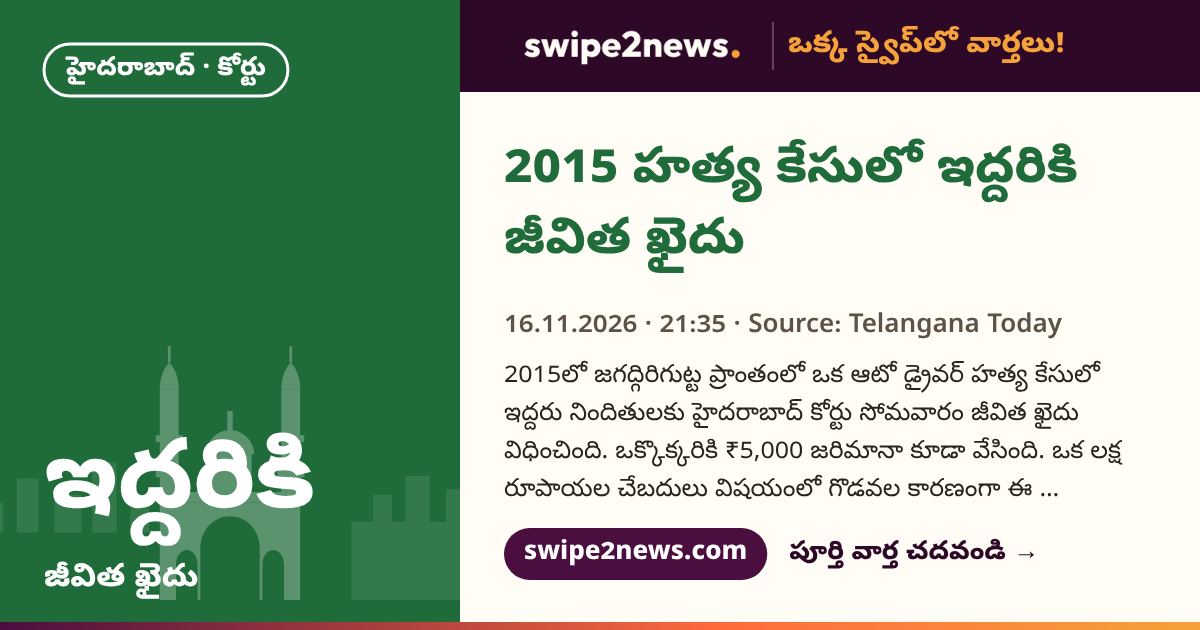 హైదరాబాద్ · కోర్టు
ఇద్దరికి
జీవిత ఖైదు
swipe2news. ఒక్క స్వైప్‌లో వార్తలు!
2015 హత్య కేసులో ఇద్దరికి
జీవిత ఖైదు
16.11.2026 · 21:35 · Source: Telangana Today
2015లో జగద్గిరిగుట్ట ప్రాంతంలో ఒక ఆటో డ్రైవర్ హత్య కేసులో
ఇద్దరు నిందితులకు హైదరాబాద్ కోర్టు సోమవారం జీవిత ఖైదు
విధించింది. ఒక్కొక్కరికి ₹5,000 జరిమానా కూడా వేసింది. ఒక లక్ష
రూపాయల చేబదులు విషయంలో గొడవల కారణంగా ఈ ...
swipe2news.com పూర్తి వార్త చదవండి →